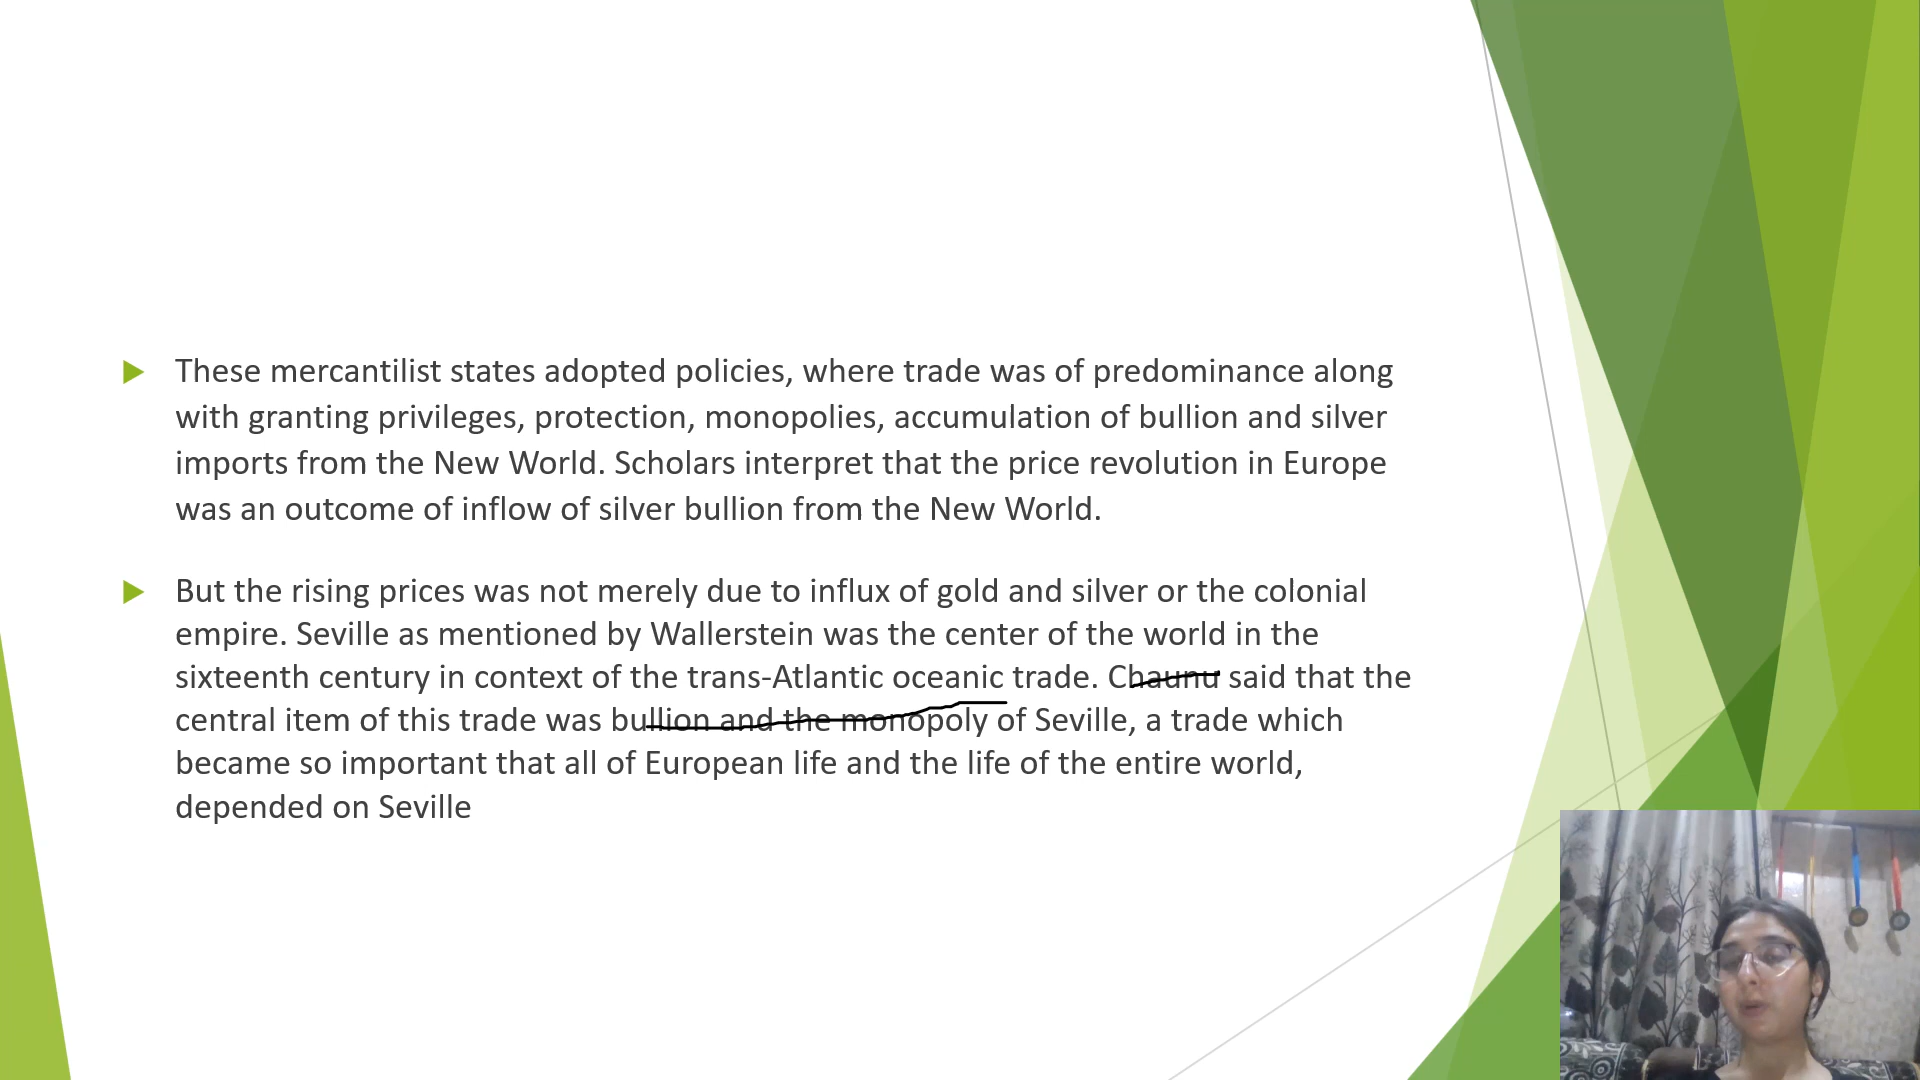 These mercantilist states adopted policies, where trade was of predominance along
with granting privileges, protection, monopolies, accumulation of bullion and silver
imports from the New World. Scholars interpret that the price revolution in Europe
was an outcome of inflow of silver bullion from the New World.
But the rising prices was not merely due to influx of gold and silver or the colonial
empire. Seville as mentioned by Wallerstein was the center of the world in the
sixteenth century in context of the trans-Atlantic oceanic trade. Chaunu said that the
central item of this trade was bullion and the monopoly of Seville, a trade which
became so important that all of European life and the life of the entire world,
depended on Seville